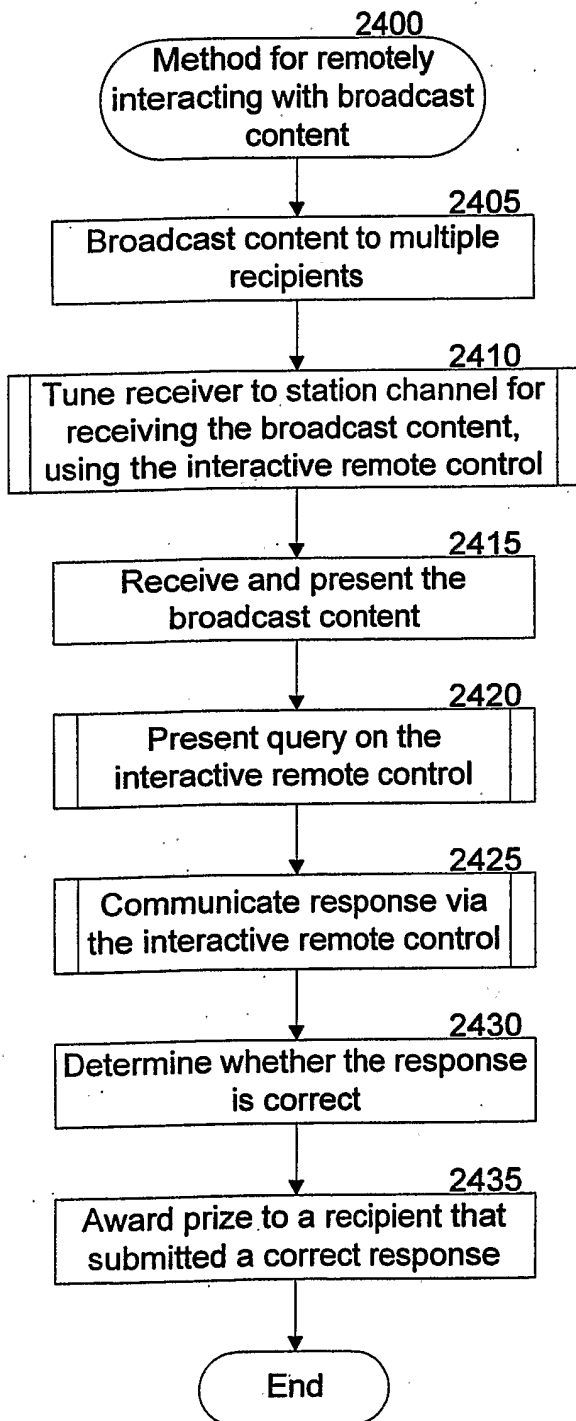 2400
Method for remotely
interacting with broadcast
content
2405
Broadcast content to multiple
recipients
2410
Tune receiver to station channel for
receiving the broadcast content,
using the interactive remote control
2415
Receive and present the
broadcast content
2420
Present query on the
interactive remote control
2425
Communicate response via
the interactive remote control
2430
Determine whether the response
is correct
2435
Award prize to a recipient that
submitted a correct response
End